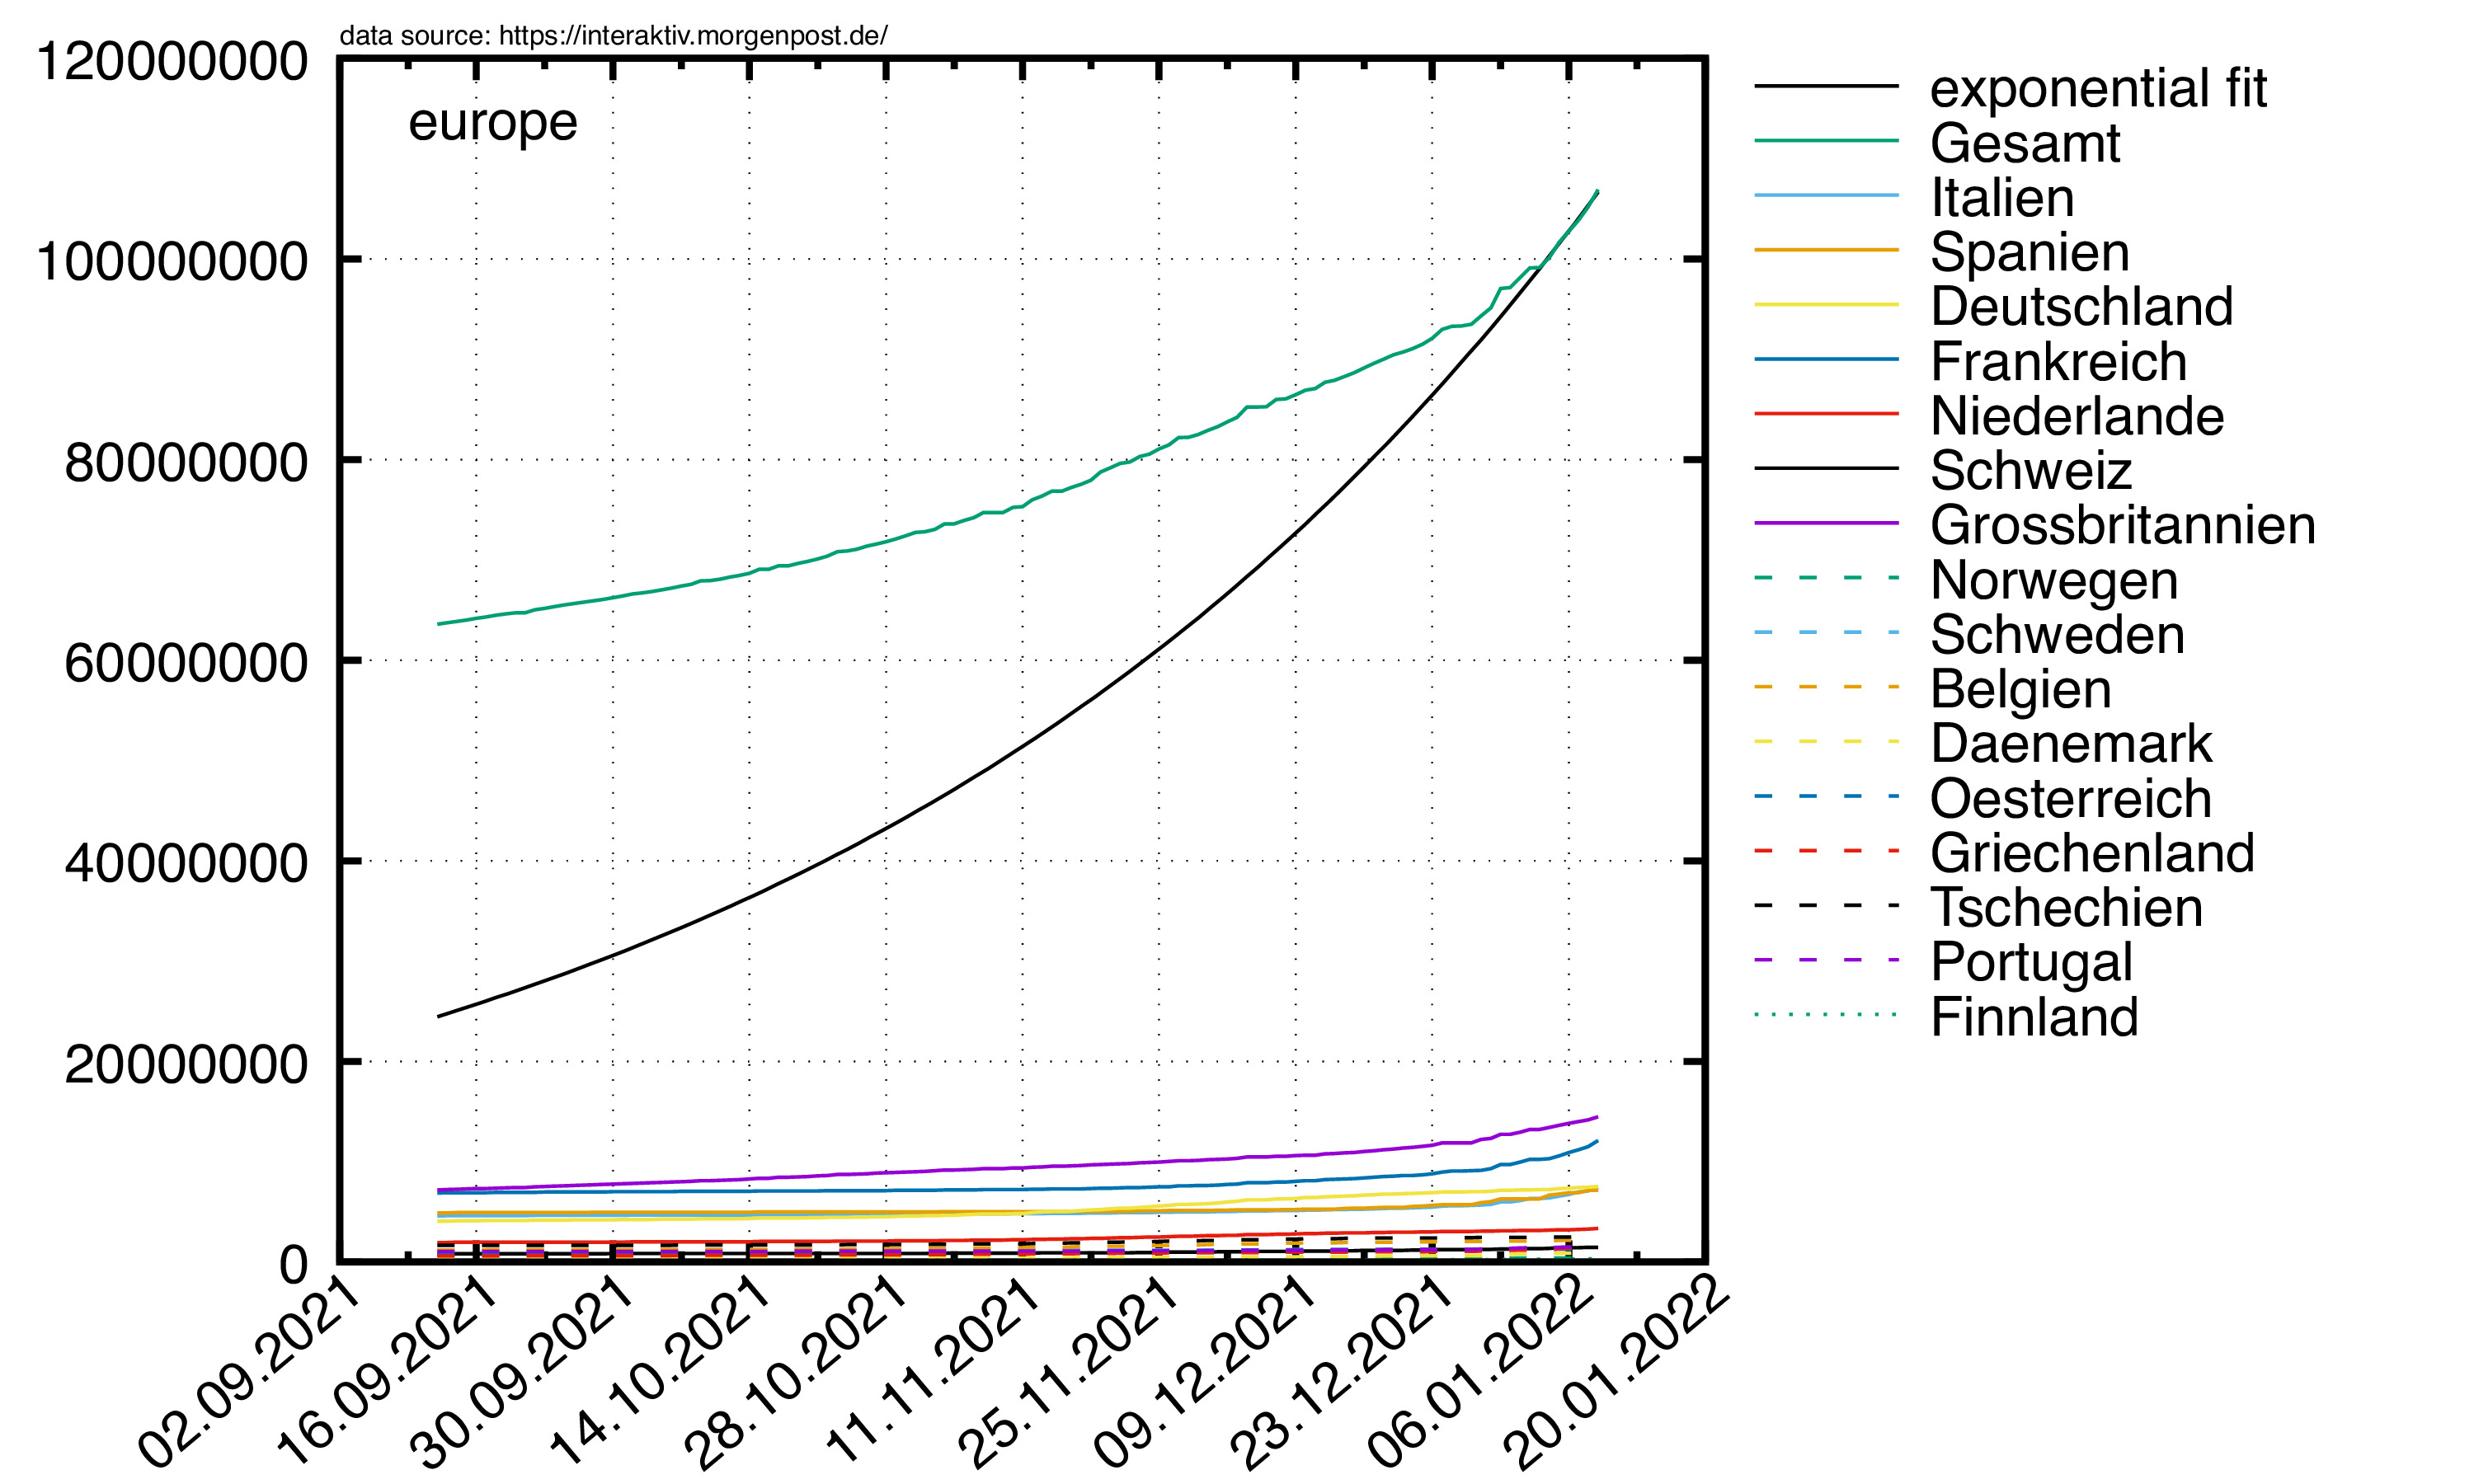 data source: https://interaktiv.morgenpost.de/
120000000
100000000
80000000
60000000
40000000
20000000
0
europe
02.09.2021
16.09.2021
30.09.2021
14.10.2021
28.10.2021
11.11.2021
25.11.2021
09.12.2021
23.12.2021
06.01.2022
20.01.2022
exponential fit
Gesamt
Italien
Spanien
Deutschland
Frankreich
Niederlande
Schweiz
Grossbritannien
Norwegen
Schweden
Belgien
Daenemark
Oesterreich
Griechenland
Tschechien
Portugal
Finnland